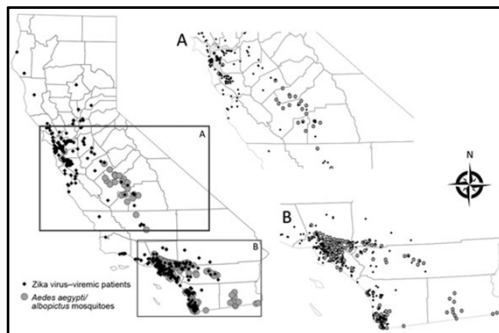 A
A
N
B
B
Zika virus–viremic patients
Aedes aegypti/
albopictus mosquitoes